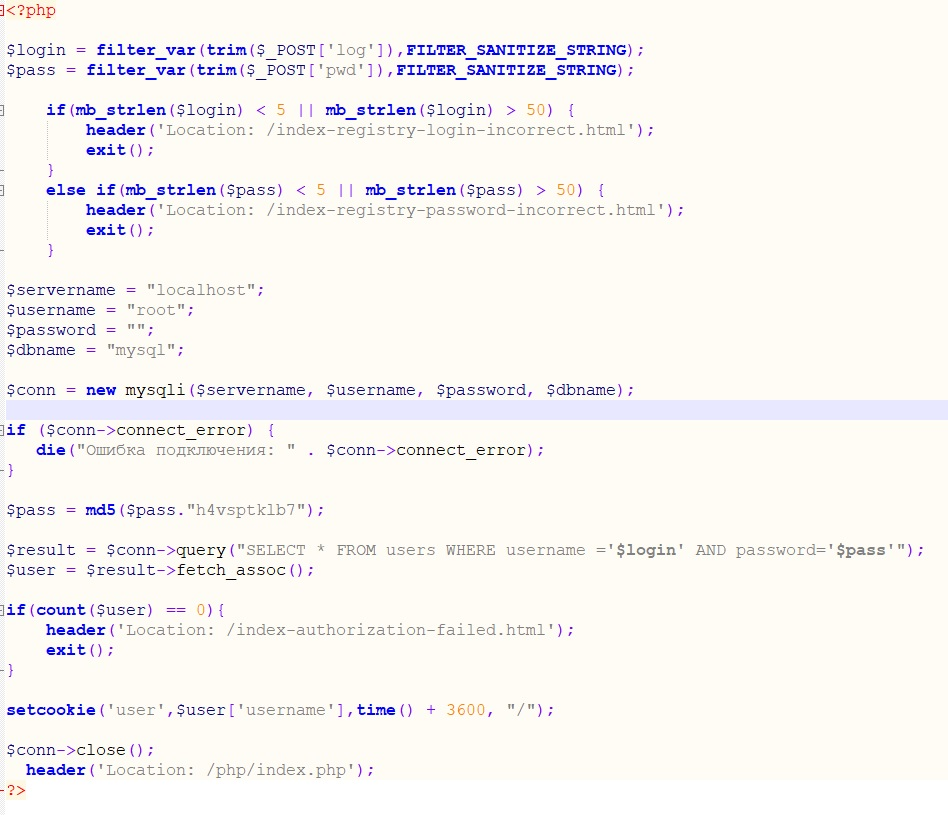 <?php
$login = filter_var(trim($_POST['log']),FILTER_SANITIZE_STRING);
$pass = filter_var(trim($_POST['pwd']),FILTER_SANITIZE_STRING);
if(mb_strlen($login) < 5 || mb_strlen($login) > 50) {
header('Location: /index-registry-login-incorrect.html');
exit();
}
else if(mb_strlen($pass) < 5 || mb_strlen($pass) > 50) {
header('Location: /index-registry-password-incorrect.html');
exit();
}
$servername = "localhost";
$username = "root";
$password = "";
$dbname = "mysql";
$conn = new mysqli($servername, $username, $password, $dbname);
if ($conn->connect_error) {
die("Ошибка подключения: " . $conn->connect_error);
}
$pass = md5($pass."h4vsptklb7");
$result = $conn->query("SELECT * FROM users WHERE username ='$login' AND password='$pass'");
$user = $result->fetch_assoc();
if(count($user) == 0){
header('Location: /index-authorization-failed.html');
exit();
}
setcookie('user',$user['username'],time() + 3600, "/");
$conn->close();
header('Location: /php/index.php');
?>